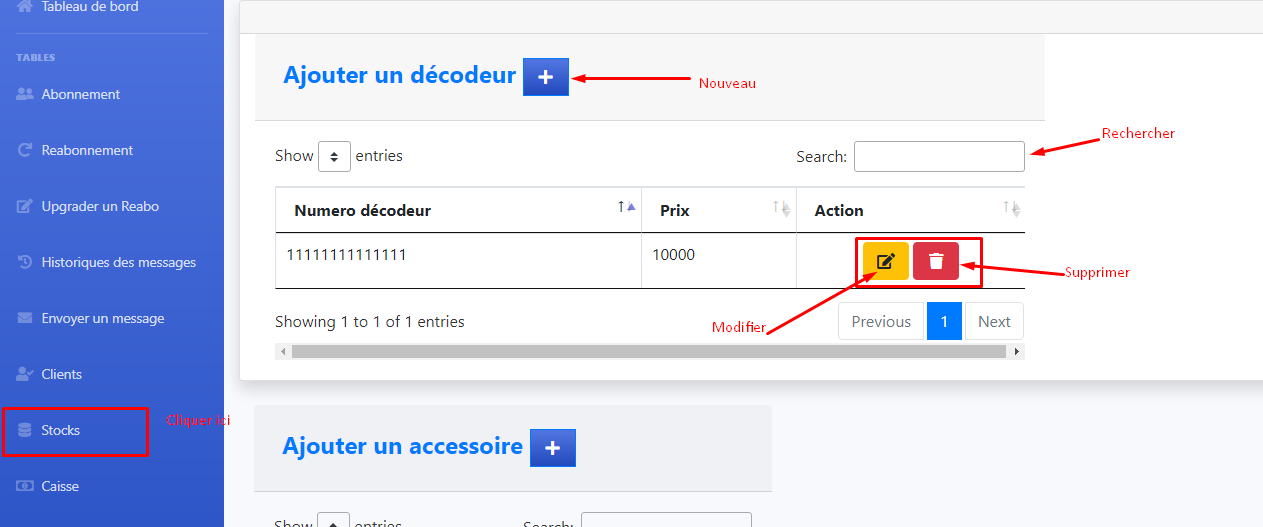 Tableau de bord
TABLES
Abonnement
Reabonnement
Upgrader un Reabo
Historiques des messages
Envoyer un message
Clients
Stocks
Cliquer ici
Caisse
Ajouter un décodeur
Nouveau
Rechercher
Show entries
Search:
Numero décodeur Prix Action
11111111111111 10000
Supprimer
Modifier
Showing 1 to 1 of 1 entries
Previous 1 Next
Ajouter un accessoire
Show entries
Search: